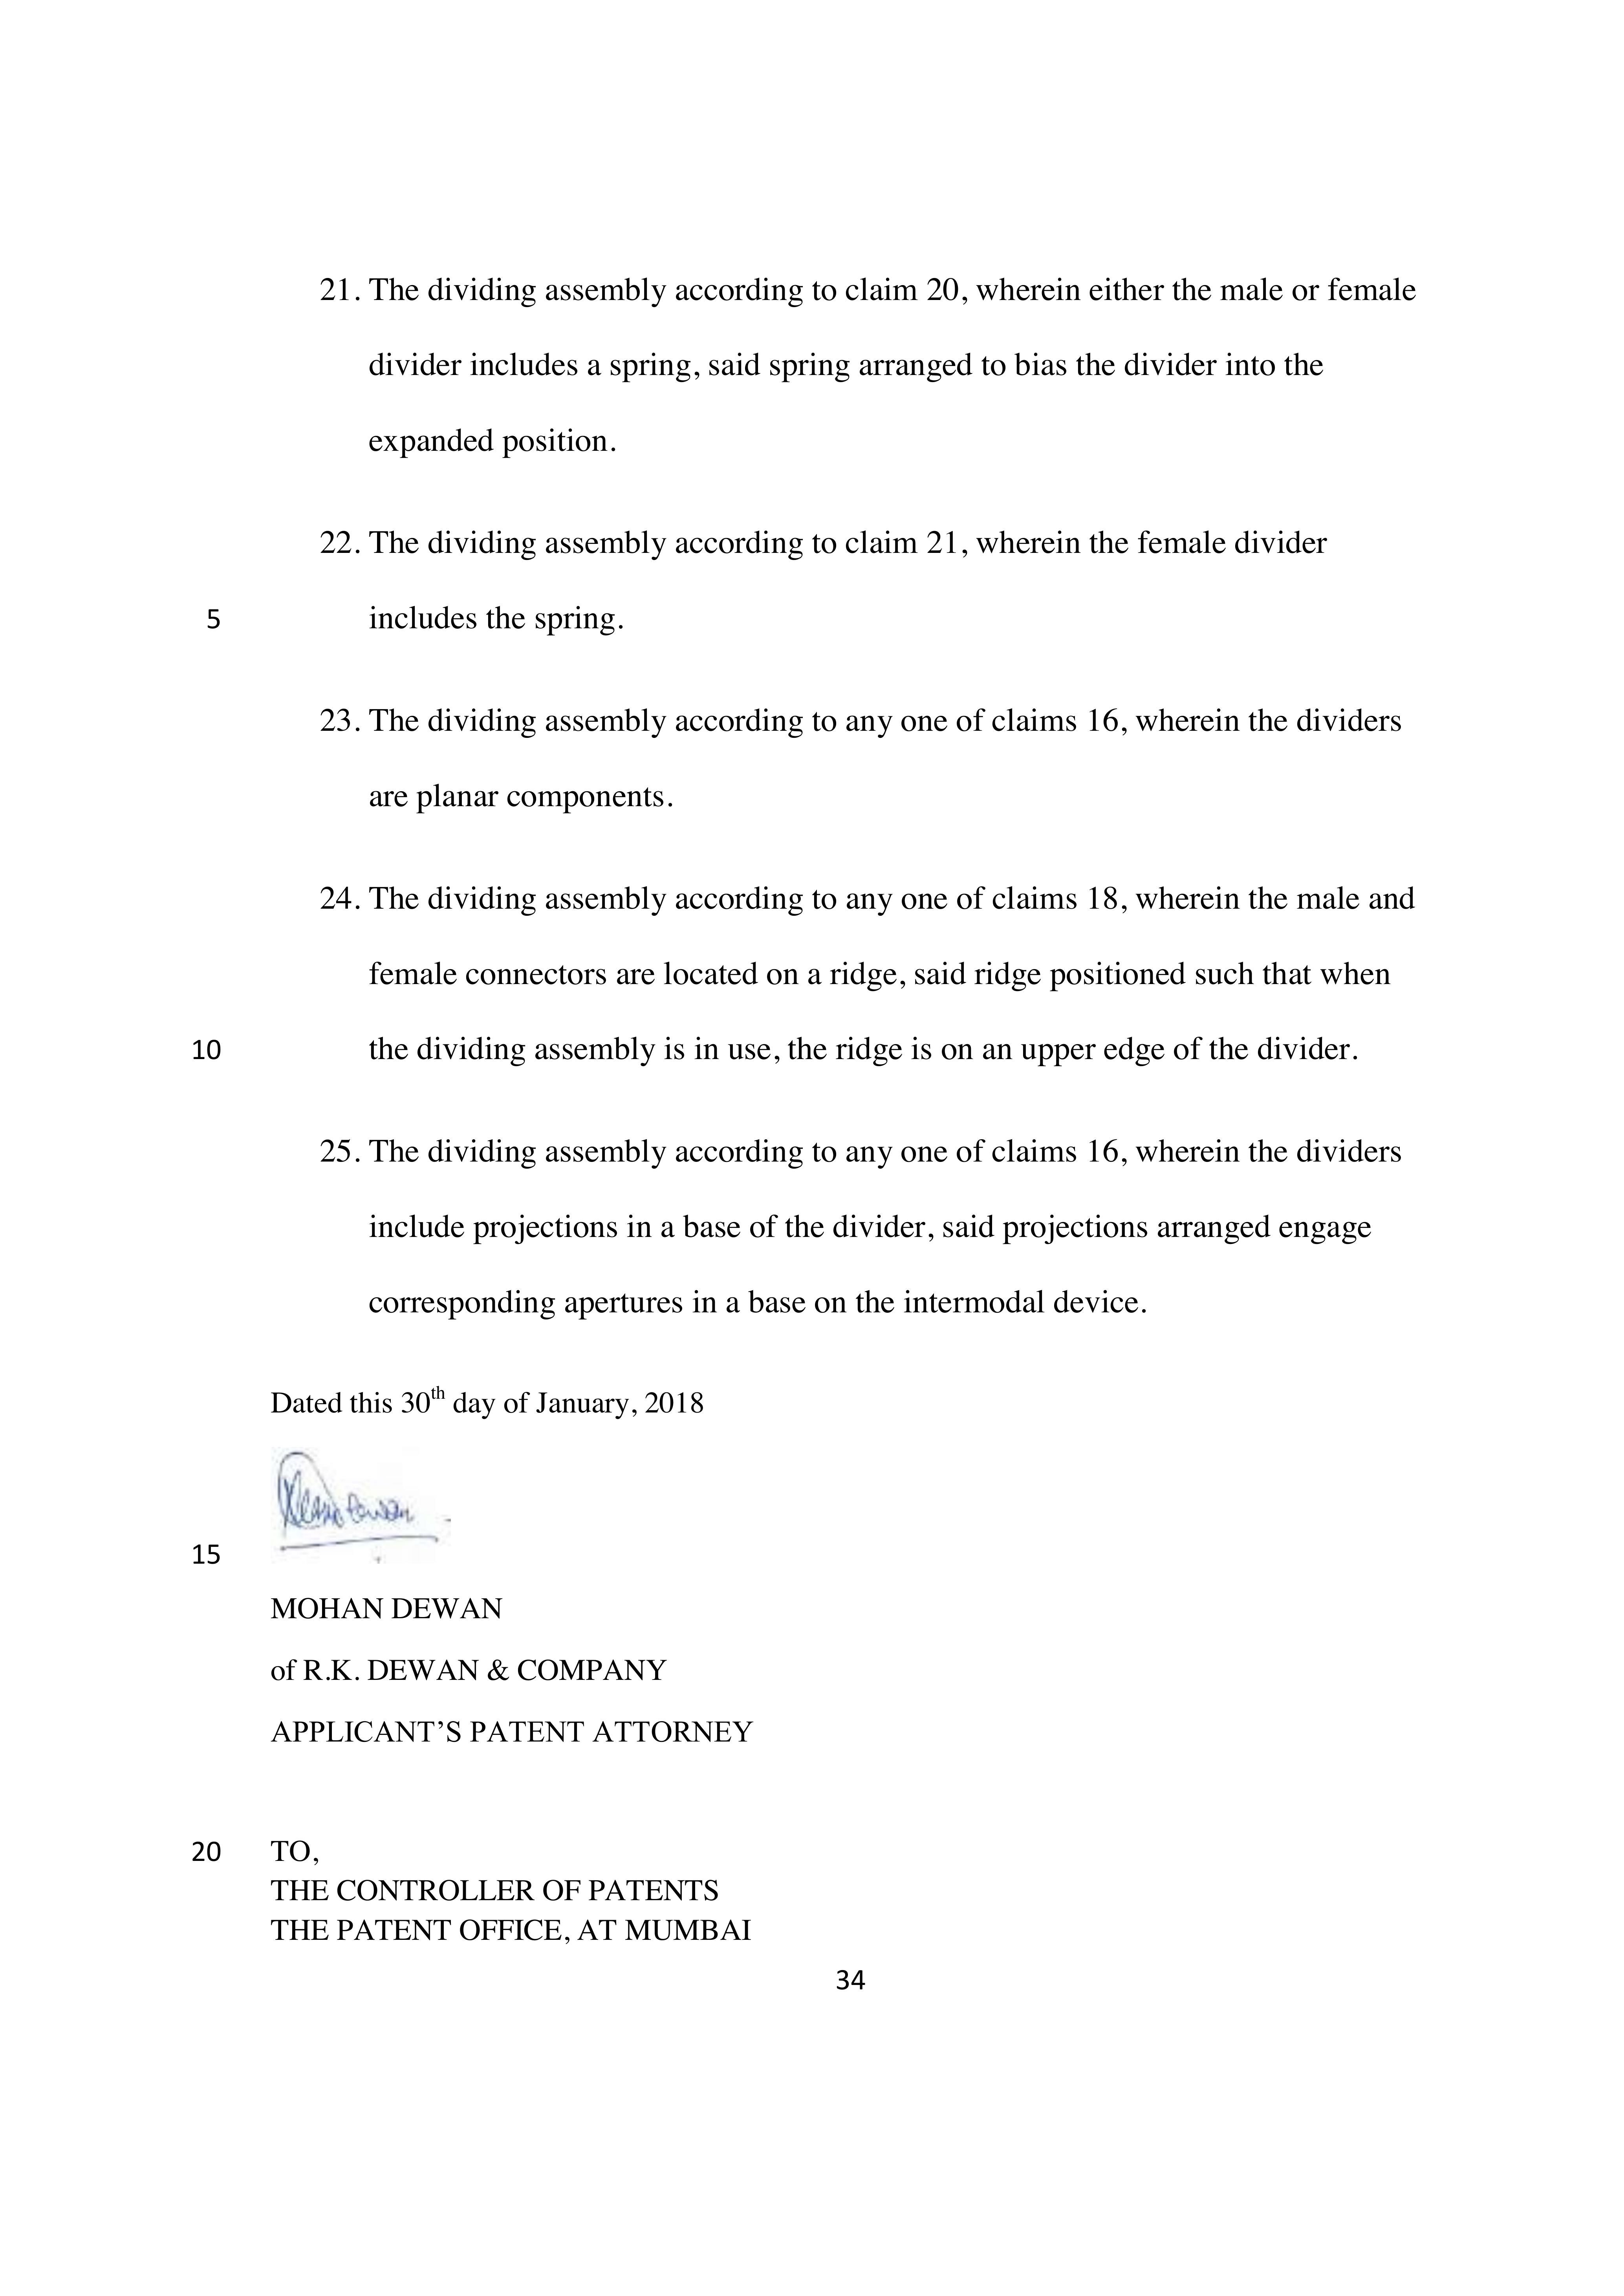 21. The dividing assembly according to claim 20, wherein either the male or female
divider includes a spring, said spring arranged to bias the divider into the
expanded position.
22. The dividing assembly according to claim 21, wherein the female divider
5 includes the spring.
23. The dividing assembly according to any one of claims 16, wherein the dividers
are planar components.
24. The dividing assembly according to any one of claims 18, wherein the male and
female connectors are located on a ridge, said ridge positioned such that when
10 the dividing assembly is in use, the ridge is on an upper edge of the divider.
25. The dividing assembly according to any one of claims 16, wherein the dividers
include projections in a base of the divider, said projections arranged engage
corresponding apertures in a base on the intermodal device.
Dated this 30th day of January, 2018
15
MOHAN DEWAN
of R.K. DEWAN & COMPANY
APPLICANT’S PATENT ATTORNEY
20 TO,
THE CONTROLLER OF PATENTS
THE PATENT OFFICE, AT MUMBAI
34